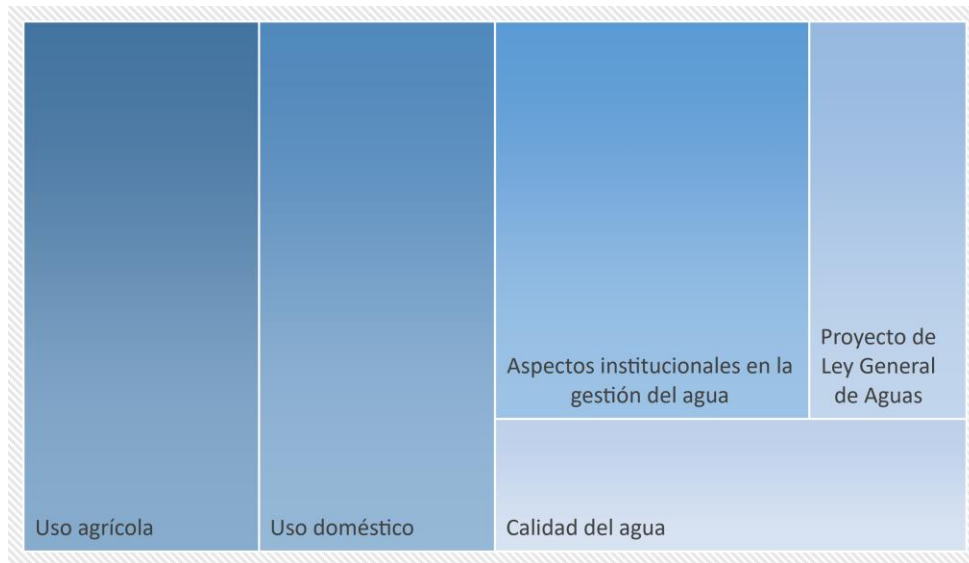 Uso agrícola
Uso doméstico
Aspectos institucionales en la
gestión del agua
Proyecto de
Ley General
de Aguas
Calidad del agua